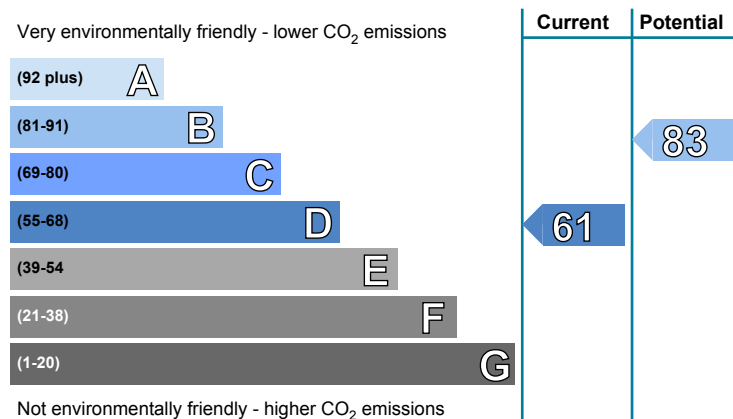 Very environmentally friendly - lower CO₂ emissions
Current
Potential
(92 plus) A
(81-91) B
(69-80) C
(55-68) D
(39-54 E
(21-38) F
(1-20) G
61
83
Not environmentally friendly - higher CO₂ emissions